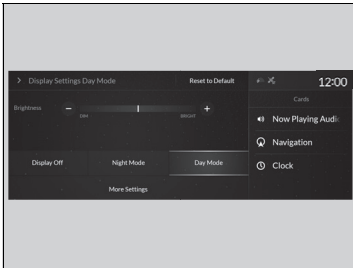 Display Settings Day Mode
Reset to Default
12:00
Brightness
DIM
BRIGHT
Cards
Now Playing Audi
Navigation
Clock
Display Off
Night Mode
Day Mode
More Settings